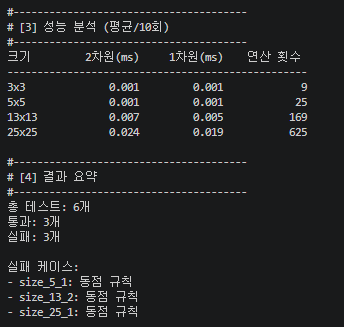 #---------------------------------------
# [3] 성능 분석 (평균/10회)
#---------------------------------------
크기 2차원(ms) 1차원(ms) 연산 횟수
--------------------------------------------------
3x3 0.001 0.001 9
5x5 0.001 0.001 25
13x13 0.007 0.005 169
25x25 0.024 0.019 625
#---------------------------------------
# [4] 결과 요약
#---------------------------------------
총 테스트: 6개
통과: 3개
실패: 3개
실패 케이스:
- size_5_1: 동점 규칙
- size_13_2: 동점 규칙
- size_25_1: 동점 규칙